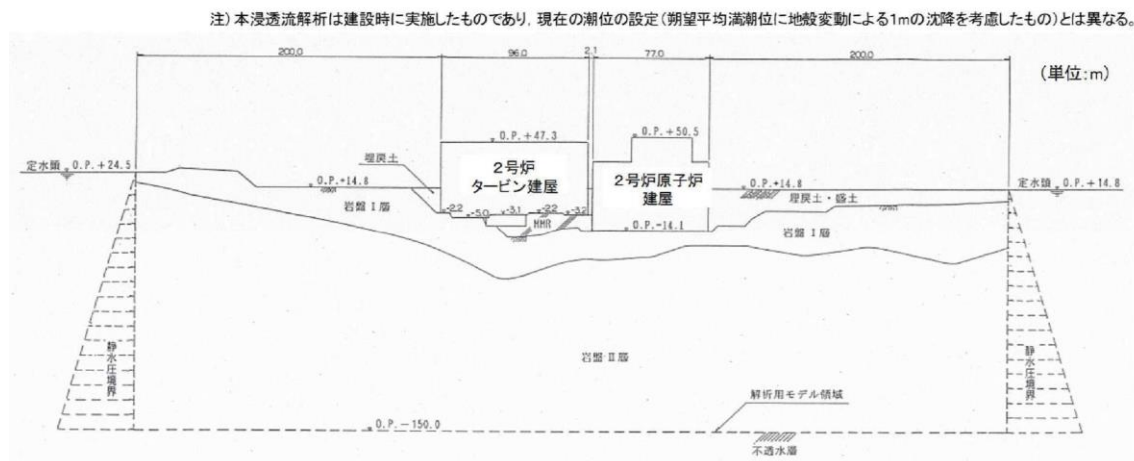 注）本浸透流解析は建設時に実施したものであり，現在の潮位の設定（朔望平均満潮位に地殻変動による1mの沈降を考慮したもの）とは異なる。
200.0 96.0 2.1 77.0 200.0
（単位：m）
O.P.+47.3
O.P.+50.5
定水頭 O.P.+24.5
埋戻土
2号炉
タービン建屋
2号炉原子炉
建屋
O.P.+14.8
O.P.+14.8
定水頭 O.P.+14.8
埋戻土・盛土
岩盤Ⅰ層
-2.2 -5.0 -3.1 -2.2 -3.2
MMR
O.P.-14.1
岩盤Ⅰ層
静水圧境界
岩盤Ⅱ層
静水圧境界
解析用モデル領域
O.P.-150.0
不透水層